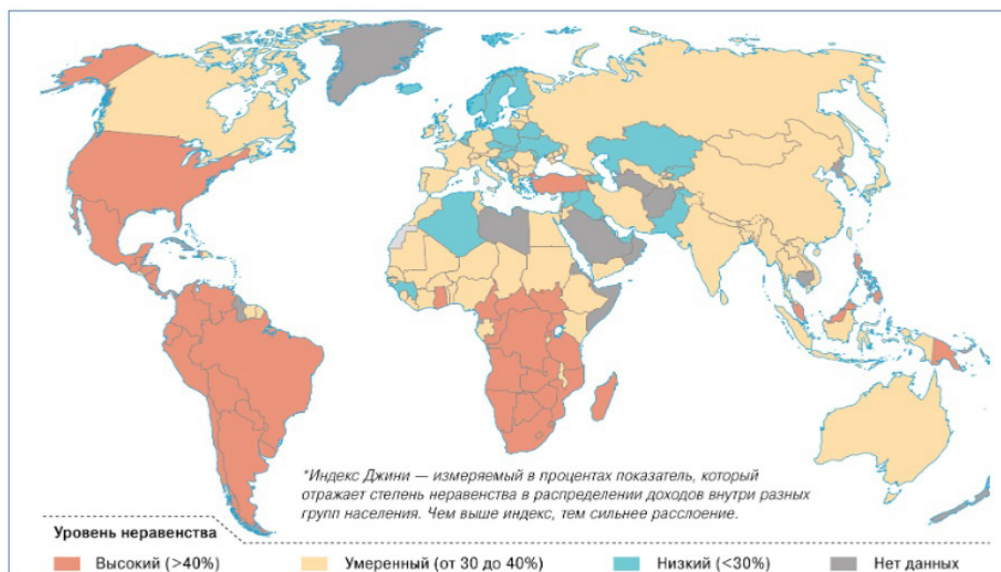 *Индекс Джини — измеряемый в процентах показатель, который
отражает степень неравенства в распределении доходов внутри разных
групп населения. Чем выше индекс, тем сильнее расслоение.
Уровень неравенства
Высокий (>40%) Умеренный (от 30 до 40%) Низкий (<30%) Нет данных